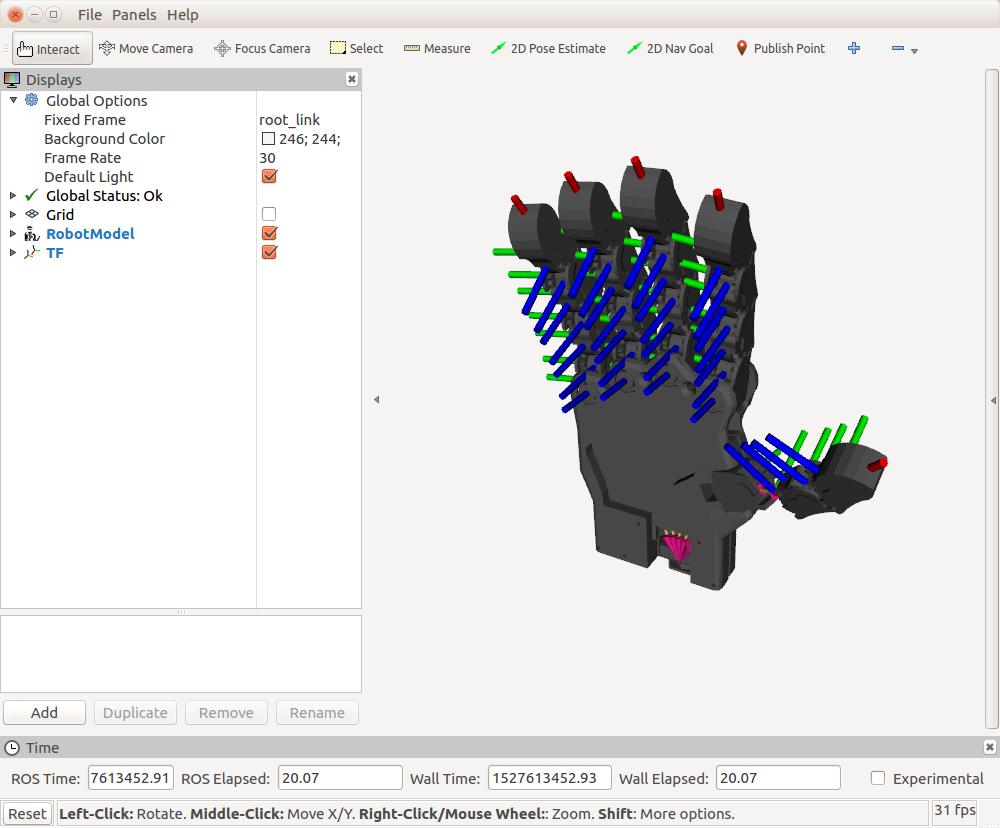 File Panels Help
Interact Move Camera Focus Camera Select Measure 2D Pose Estimate 2D Nav Goal Publish Point
Displays
Global Options
Fixed Frame root_link
Background Color 246; 244;
Frame Rate 30
Default Light
Global Status: Ok
Grid
RobotModel
TF
Add Duplicate Remove Rename
Time
ROS Time: 7613452.91 ROS Elapsed: 20.07 Wall Time: 1527613452.93 Wall Elapsed: 20.07 Experimental
Reset Left-Click: Rotate. Middle-Click: Move X/Y. Right-Click/Mouse Wheel:: Zoom. Shift: More options. 31 fps